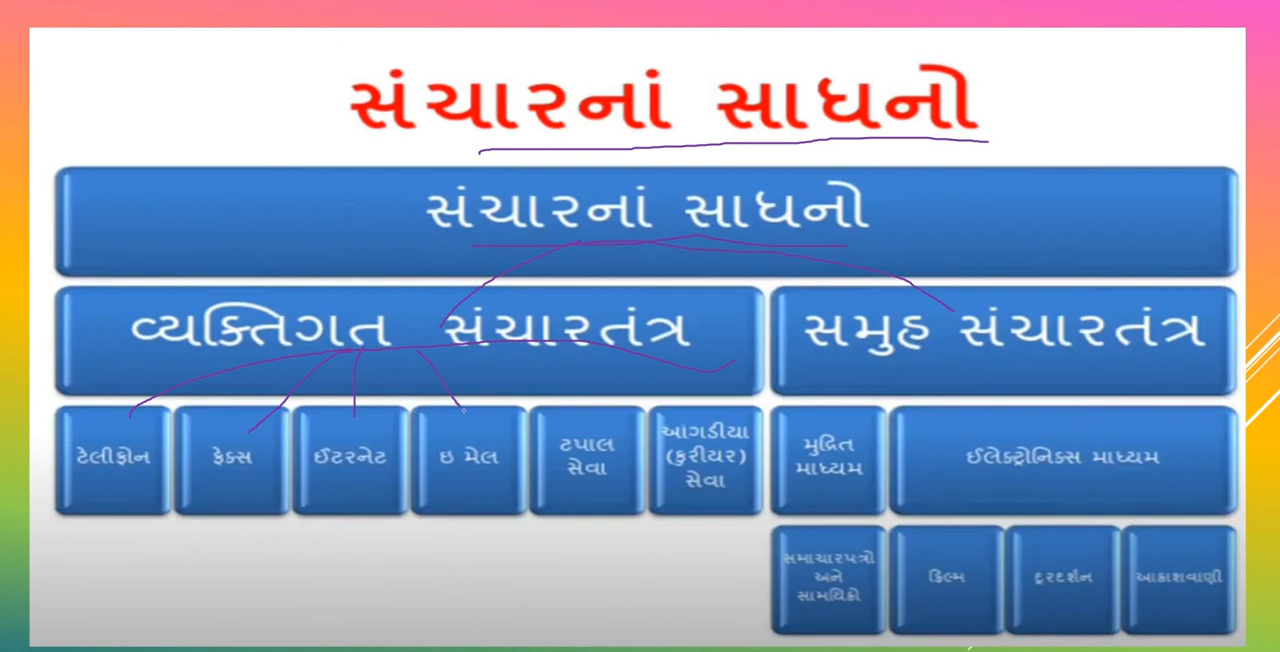 સંચારનાં સાધનો
સંચારનાં સાધનો
વ્યક્તિગત સંચારતંત્ર
સમુહ સંચારતંત્ર
ટેલીફોન
ફેક્સ
ઈટરનેટ
ઇ મેલ
ટપાલ
સેવા
આંગડીયા
(કુરીયર)
સેવા
મુદ્રિત
માધ્યમ
ઈલેક્ટ્રોનિક્સ માધ્યમ
સમાચારપત્રો
અને
સામયિકો
ફિલ્મ
દૂરદર્શન
આકાશવાણી